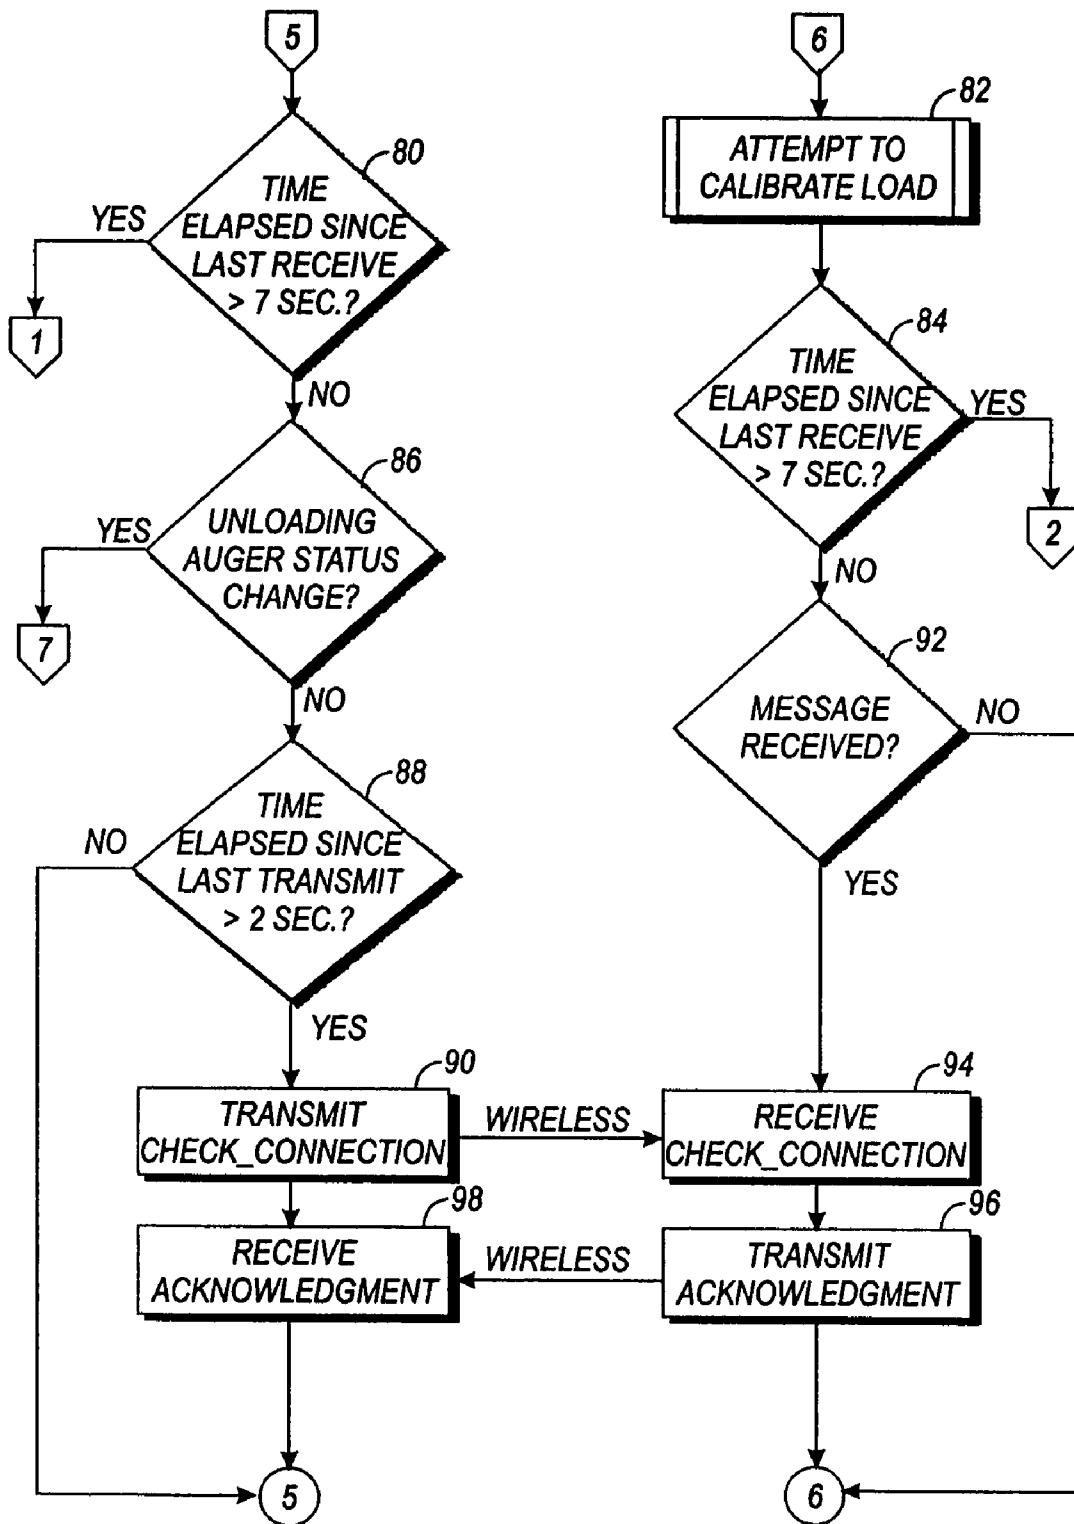 5
80
TIME
ELAPSED SINCE
LAST RECEIVE
> 7 SEC.?
YES
1
NO
86
UNLOADING
AUGER STATUS
CHANGE?
YES
7
NO
88
TIME
ELAPSED SINCE
LAST TRANSMIT
> 2 SEC.?
NO
YES
90
TRANSMIT
CHECK_CONNECTION
WIRELESS
98
RECEIVE
ACKNOWLEDGMENT
WIRELESS
5
6
82
ATTEMPT TO
CALIBRATE LOAD
84
TIME
ELAPSED SINCE
LAST RECEIVE
> 7 SEC.?
YES
2
NO
92
MESSAGE
RECEIVED?
NO
YES
94
RECEIVE
CHECK_CONNECTION
96
TRANSMIT
ACKNOWLEDGMENT
6